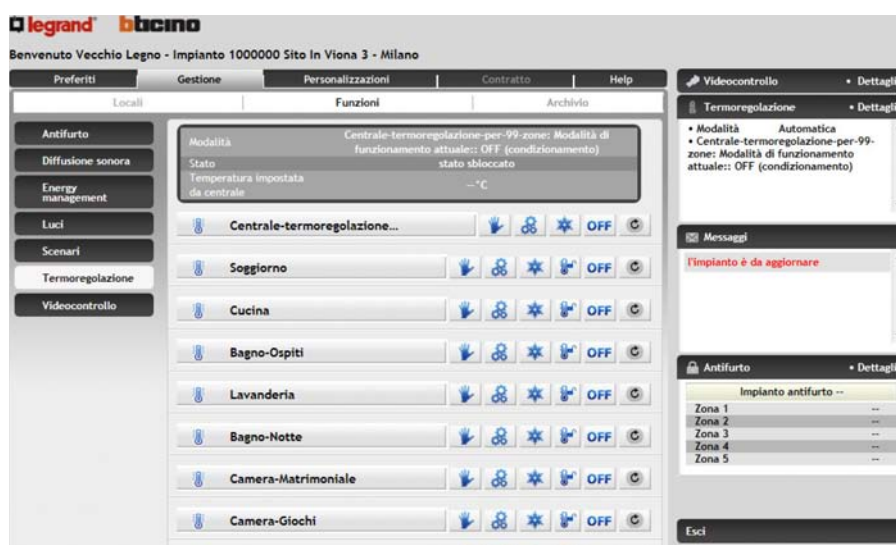 legrand bticino
Benvenuto Vecchio Legno - Impianto 1000000 Sito In Viona 3 - Milano
Preferiti Gestione Personalizzazioni Contratto Help
Locali Funzioni Archivio
Antifurto
Diffusione sonora
Energy
management
Luci
Scenari
Termoregolazione
Videocontrollo
Modalità Centrale-termoregolazione-per-99-zone: Modalità di
funzionamento attuale:: OFF (condizionamento)
Stato stato sbloccato
Temperatura impostata
da centrale --°C
Centrale-termoregolazione... OFF
Soggiorno OFF
Cucina OFF
Bagno-Ospiti OFF
Lavanderia OFF
Bagno-Notte OFF
Camera-Matrimoniale OFF
Camera-Giochi OFF
Videocontrollo • Dettagli
Termoregolazione • Dettagli
• Modalità Automatica
• Centrale-termoregolazione-per-99-
zone: Modalità di funzionamento
attuale:: OFF (condizionamento)
Messaggi
l'impianto è da aggiornare
Antifurto • Dettagli
Impianto antifurto --
Zona 1 --
Zona 2 --
Zona 3 --
Zona 4 --
Zona 5 --
Esci